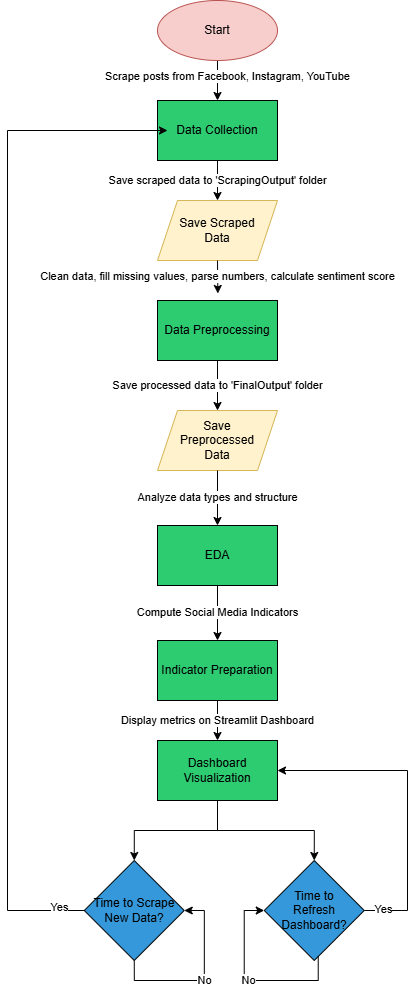 Start
Scrape posts from Facebook, Instagram, YouTube
Data Collection
Save scraped data to 'ScrapingOutput' folder
Save Scraped
Data
Clean data, fill missing values, parse numbers, calculate sentiment score
Data Preprocessing
Save processed data to 'FinalOutput' folder
Save
Preprocessed
Data
Analyze data types and structure
EDA
Compute Social Media Indicators
Indicator Preparation
Display metrics on Streamlit Dashboard
Dashboard
Visualization
Time to Scrape
New Data?
Yes
No
Time to
Refresh
Dashboard?
Yes
No